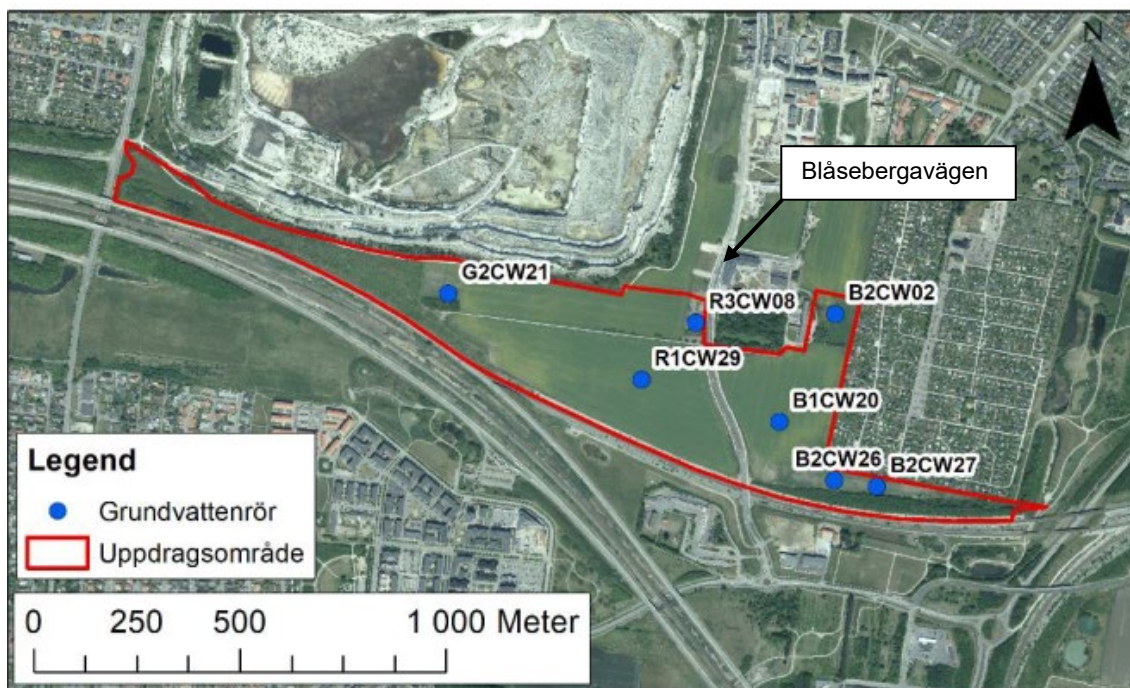 N
Blåsebergavägen
G2CW21
R3CW08
B2CW02
R1CW29
B1CW20
B2CW26
B2CW27
Legend
Grundvattenrör
Uppdragsområde
0 250 500 1 000 Meter